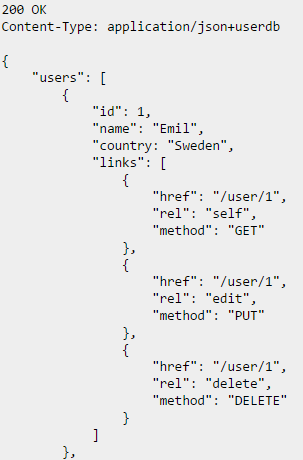 200 OK
Content-Type: application/json+userdb

{
    "users": [
        {
            "id": 1,
            "name": "Emil",
            "country: "Sweden",
            "links": [
                {
                    "href": "/user/1",
                    "rel": "self",
                    "method": "GET"
                },
                {
                    "href": "/user/1",
                    "rel": "edit",
                    "method": "PUT"
                },
                {
                    "href": "/user/1",
                    "rel": "delete",
                    "method": "DELETE"
                }
            ]
        },